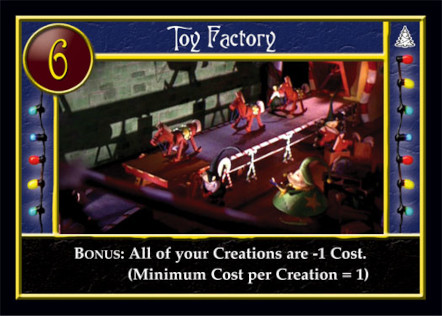 Toy Factory
6
BONUS: All of your Creations are -1 Cost.
(Minimum Cost per Creation = 1)